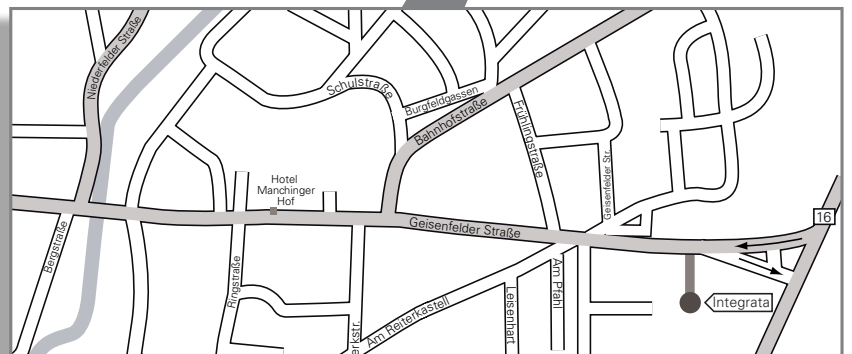 Niederfelder Straße
Schulstraße
Burgfeldgassen
Bahnhofstraße
Frühlingstraße
Geisenfelder Str.
Hotel
Manchinger
Hof
Geisenfelder Straße
16
Bergstraße
Ringstraße
Am Reiterkastell
Leisenhart
Am Pfahl
Integrata